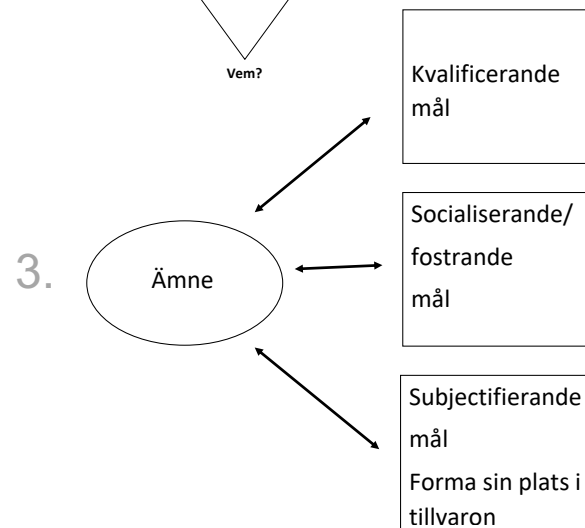 Vem?
Kvalificerande
mål
3.
Ämne
Socialiserande/
fostrande
mål
Subjectifierande
mål
Forma sin plats i
tillvaron